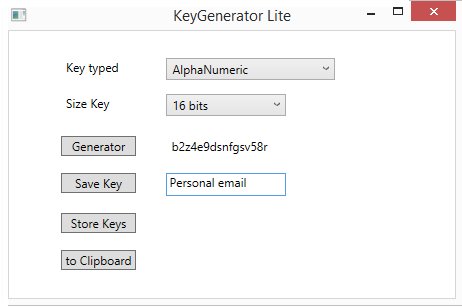 KeyGenerator Lite
Key typed AlphaNumeric
Size Key 16 bits
Generator b2z4e9dsnfgsv58r
Save Key Personal email
Store Keys
to Clipboard